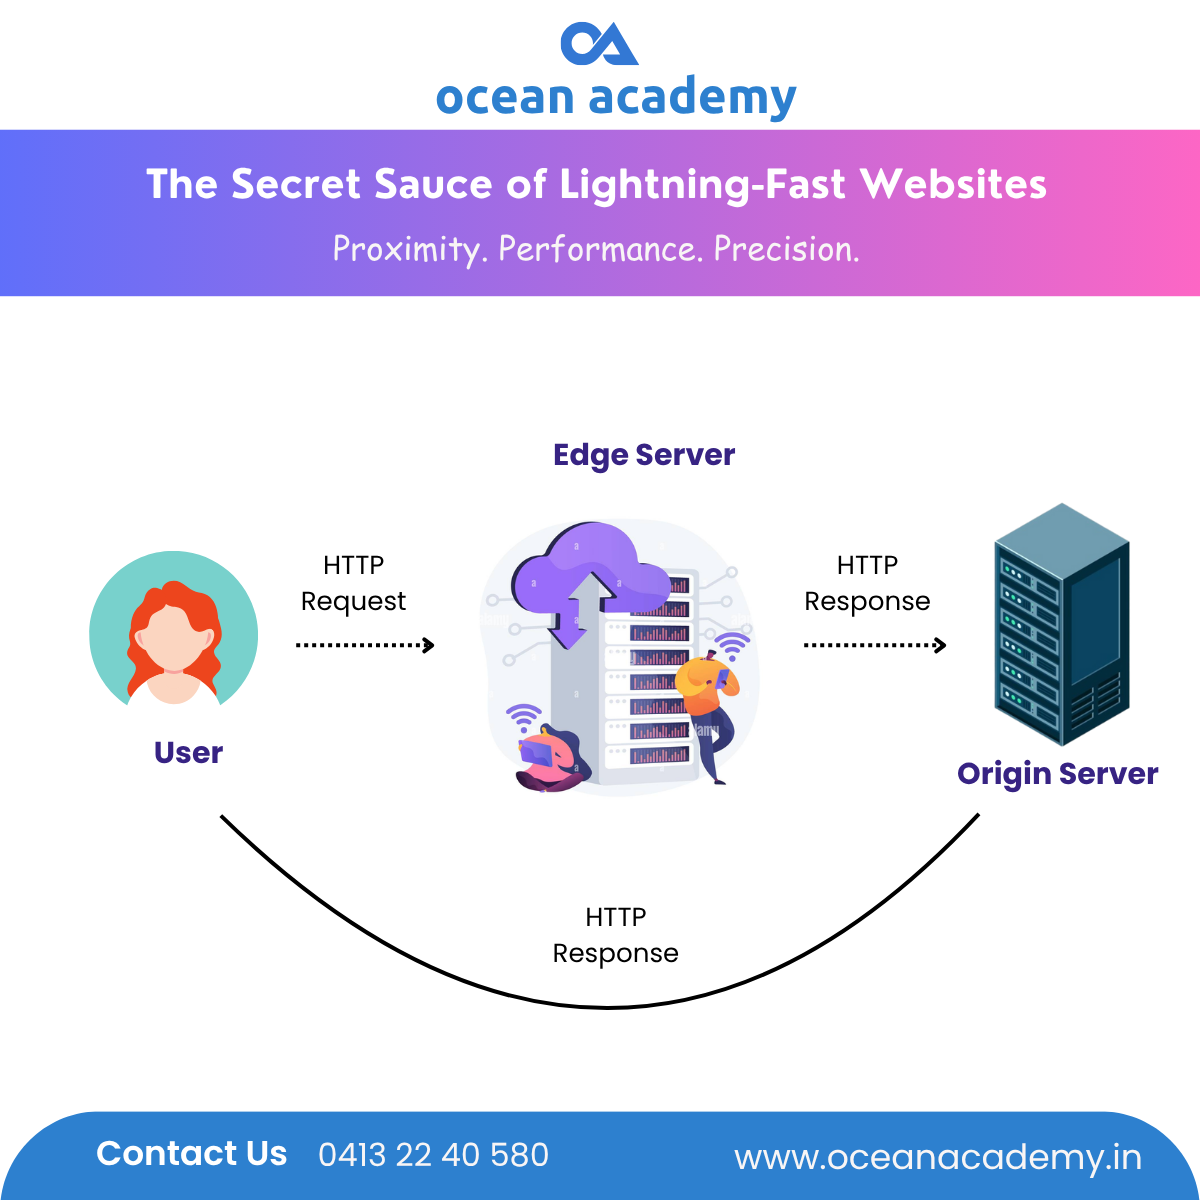 ocean academy
The Secret Sauce of Lightning-Fast Websites
Proximity. Performance. Precision.
Edge Server
HTTP
Request
HTTP
Response
User
Origin Server
HTTP
Response
Contact Us 0413 22 40 580
www.oceanacademy.in